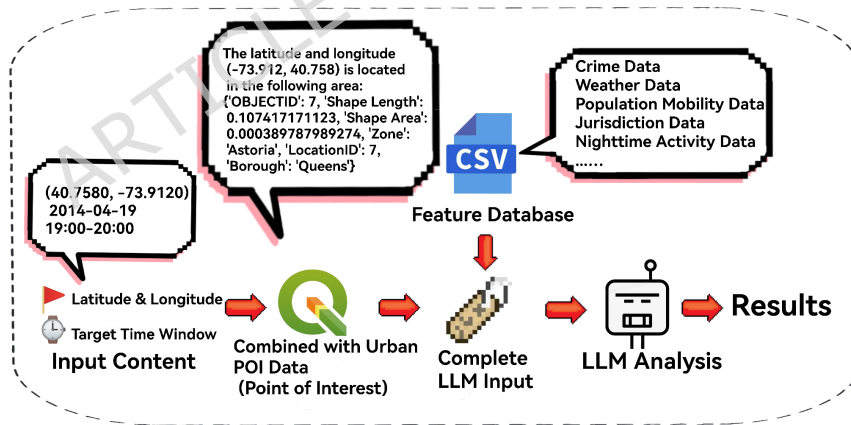 ARTICLE
The latitude and longitude
(-73.912, 40.758) is located
in the following area:
{'OBJECTID': 7, 'Shape Length':
0.107417171123, 'Shape Area':
0.000389787989274, 'Zone':
'Astoria', 'LocationID': 7,
'Borough': 'Queens'}
Crime Data
Weather Data
Population Mobility Data
Jurisdiction Data
Nighttime Activity Data
......
CSV
Feature Database
(40.7580, -73.9120)
2014-04-19
19:00-20:00
Latitude & Longitude
Target Time Window
Input Content
Combined with Urban
POI Data
(Point of Interest)
Complete
LLM Input
LLM Analysis
Results